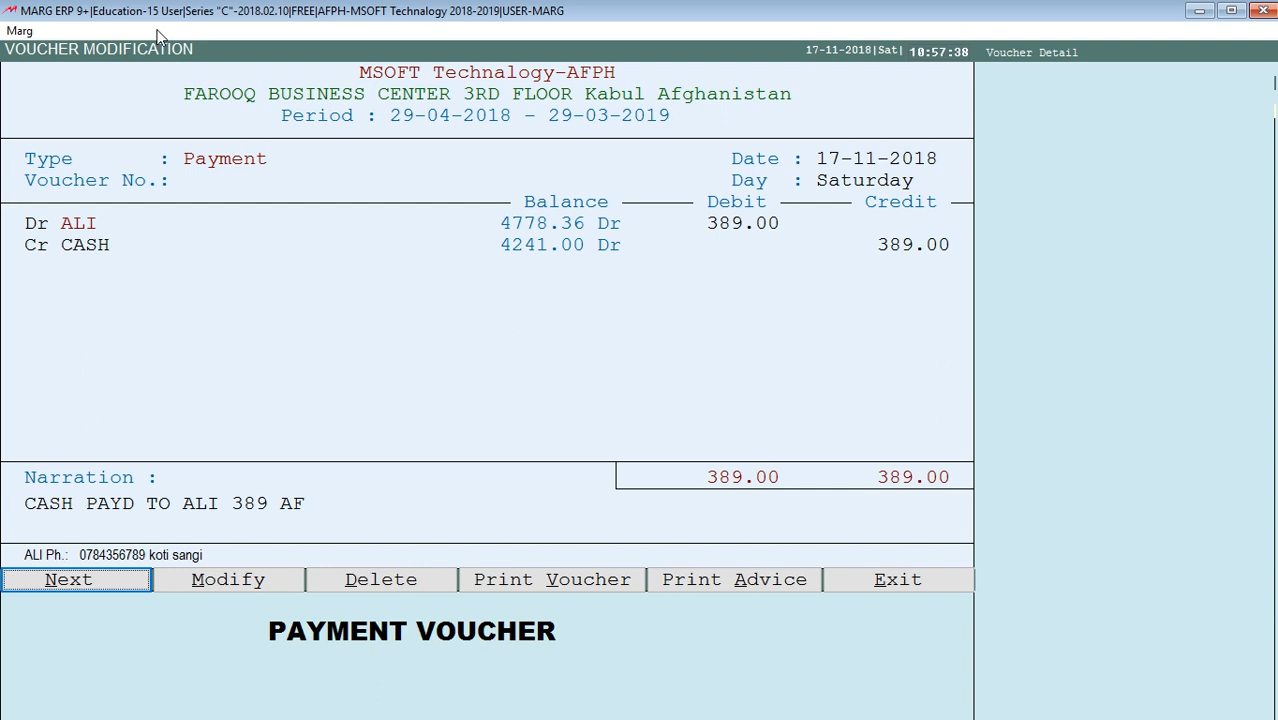 MARG ERP 9+|Education-15 User|Series "C"-2018.02.10|FREE|AFPH-MSOFT Technalogy 2018-2019|USER-MARG
Marg
VOUCHER MODIFICATION 17-11-2018|Sat| 10:57:38 Voucher Detail
MSOFT Technalogy-AFPH
FAROOQ BUSINESS CENTER 3RD FLOOR Kabul Afghanistan
Period : 29-04-2018 - 29-03-2019
Type : Payment Date : 17-11-2018
Voucher No.: Day : Saturday
Balance Debit Credit
Dr ALI 4778.36 Dr 389.00
Cr CASH 4241.00 Dr 389.00
Narration : 389.00 389.00
CASH PAYD TO ALI 389 AF
ALI Ph.: 0784356789 koti sangi
Next Modify Delete Print Voucher Print Advice Exit
PAYMENT VOUCHER